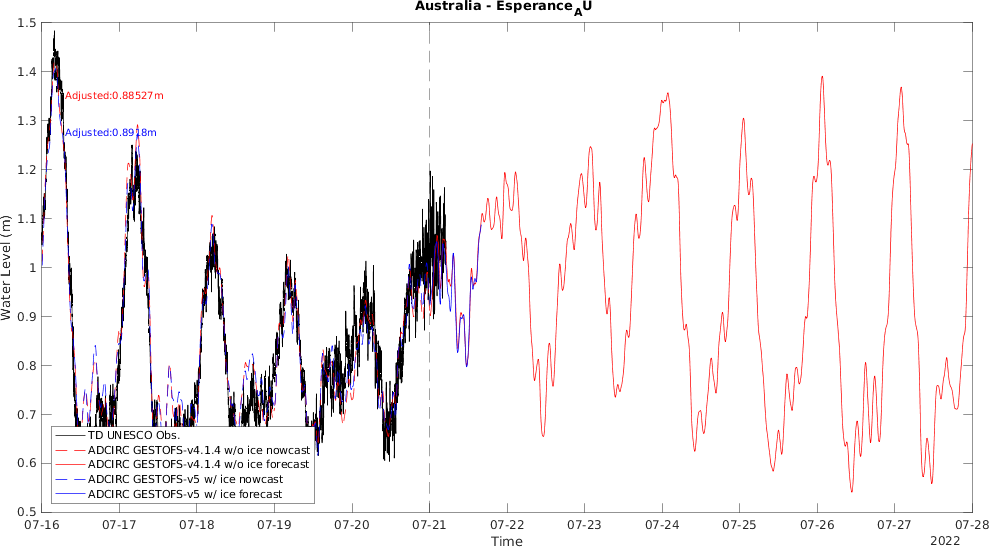 Australia - Esperance_AU
1.5
1.4
1.3
1.2
1.1
1
0.9
0.8
0.7
0.6
0.5
Water Level (m)
Adjusted:0.88527m
Adjusted:0.8918m
TD UNESCO Obs.
ADCIRC GESTOFS-v4.1.4 w/o ice nowcast
ADCIRC GESTOFS-v4.1.4 w/o ice forecast
ADCIRC GESTOFS-v5 w/ ice nowcast
ADCIRC GESTOFS-v5 w/ ice forecast
07-16 07-17 07-18 07-19 07-20 07-21 07-22 07-23 07-24 07-25 07-26 07-27 07-28
Time
2022